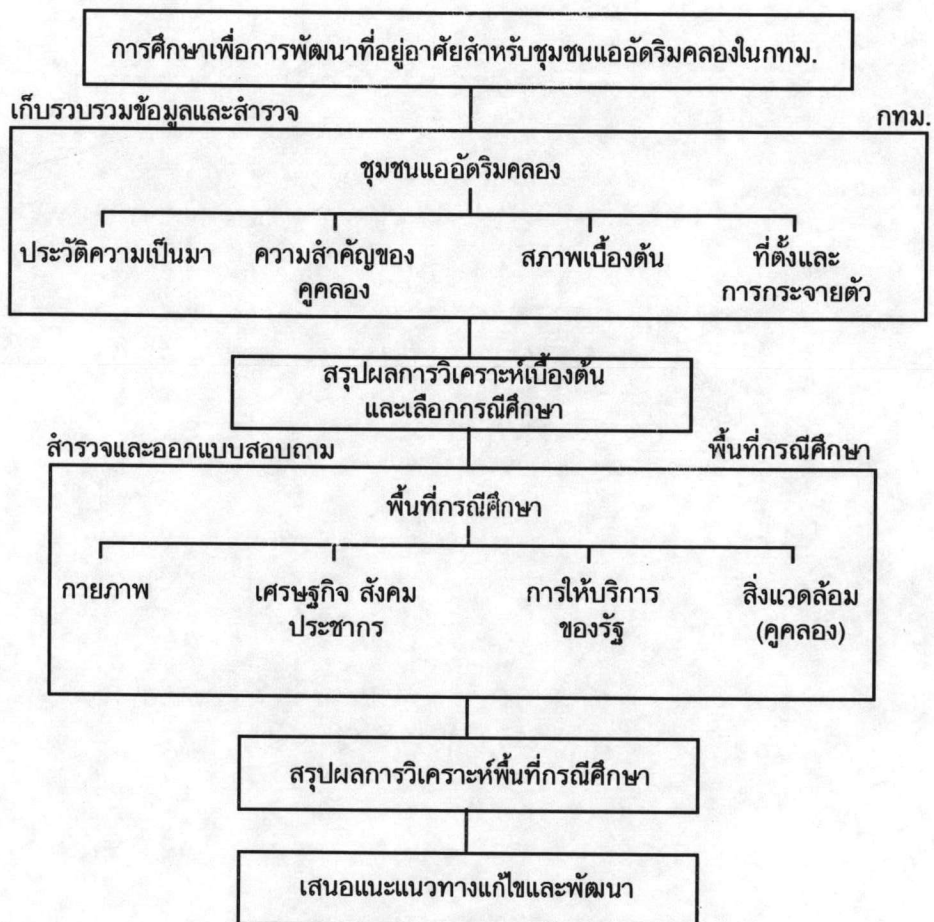 การศึกษาเพื่อการพัฒนาที่อยู่อาศัยสำหรับชุมชนแออัดริมคลองในกทม.
เก็บรวบรวมข้อมูลและสำรวจ
กทม.
ชุมชนแออัดริมคลอง
ประวัติความเป็นมา
ความสำคัญของ
คูคลอง
สภาพเบื้องต้น
ที่ตั้งและ
การกระจายตัว
สรุปผลการวิเคราะห์เบื้องต้น
และเลือกกรณีศึกษา
สำรวจและออกแบบสอบถาม
พื้นที่กรณีศึกษา
พื้นที่กรณีศึกษา
กายภาพ
เศรษฐกิจ สังคม
ประชากร
การให้บริการ
ของรัฐ
สิ่งแวดล้อม
(คูคลอง)
สรุปผลการวิเคราะห์พื้นที่กรณีศึกษา
เสนอแนะแนวทางแก้ไขและพัฒนา